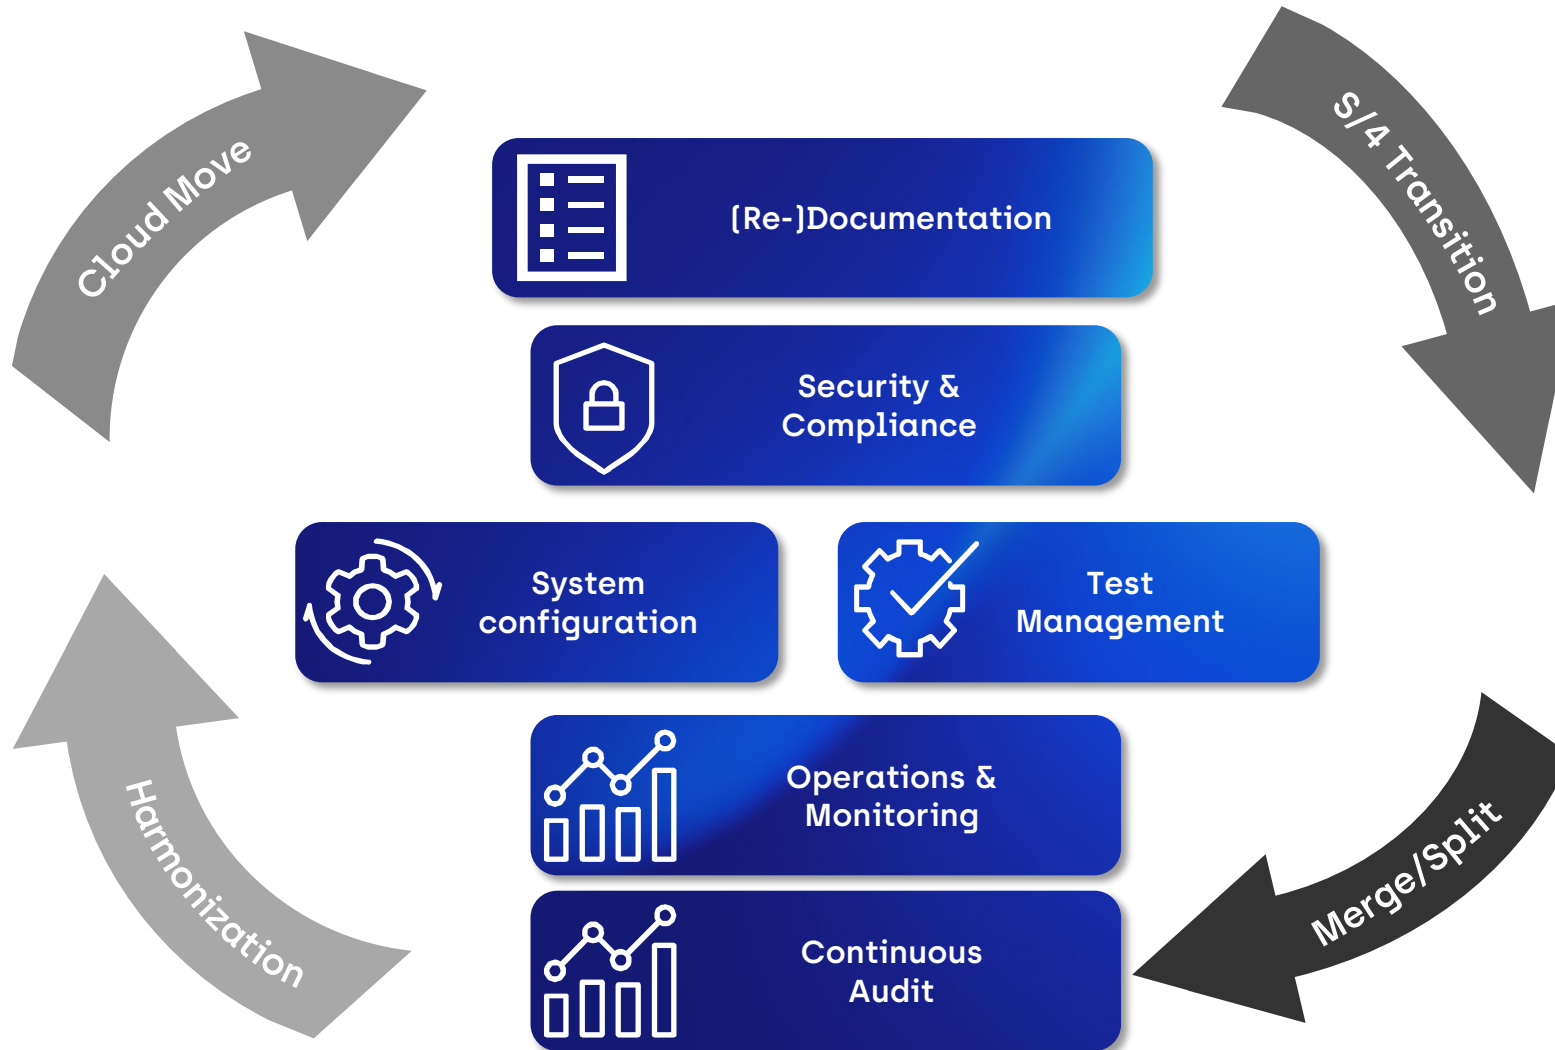 Cloud Move
S/4 Transition
(Re-)Documentation
Security &
Compliance
System
configuration
Test
Management
Operations &
Monitoring
Continuous
Audit
Harmonization
Merge/Split